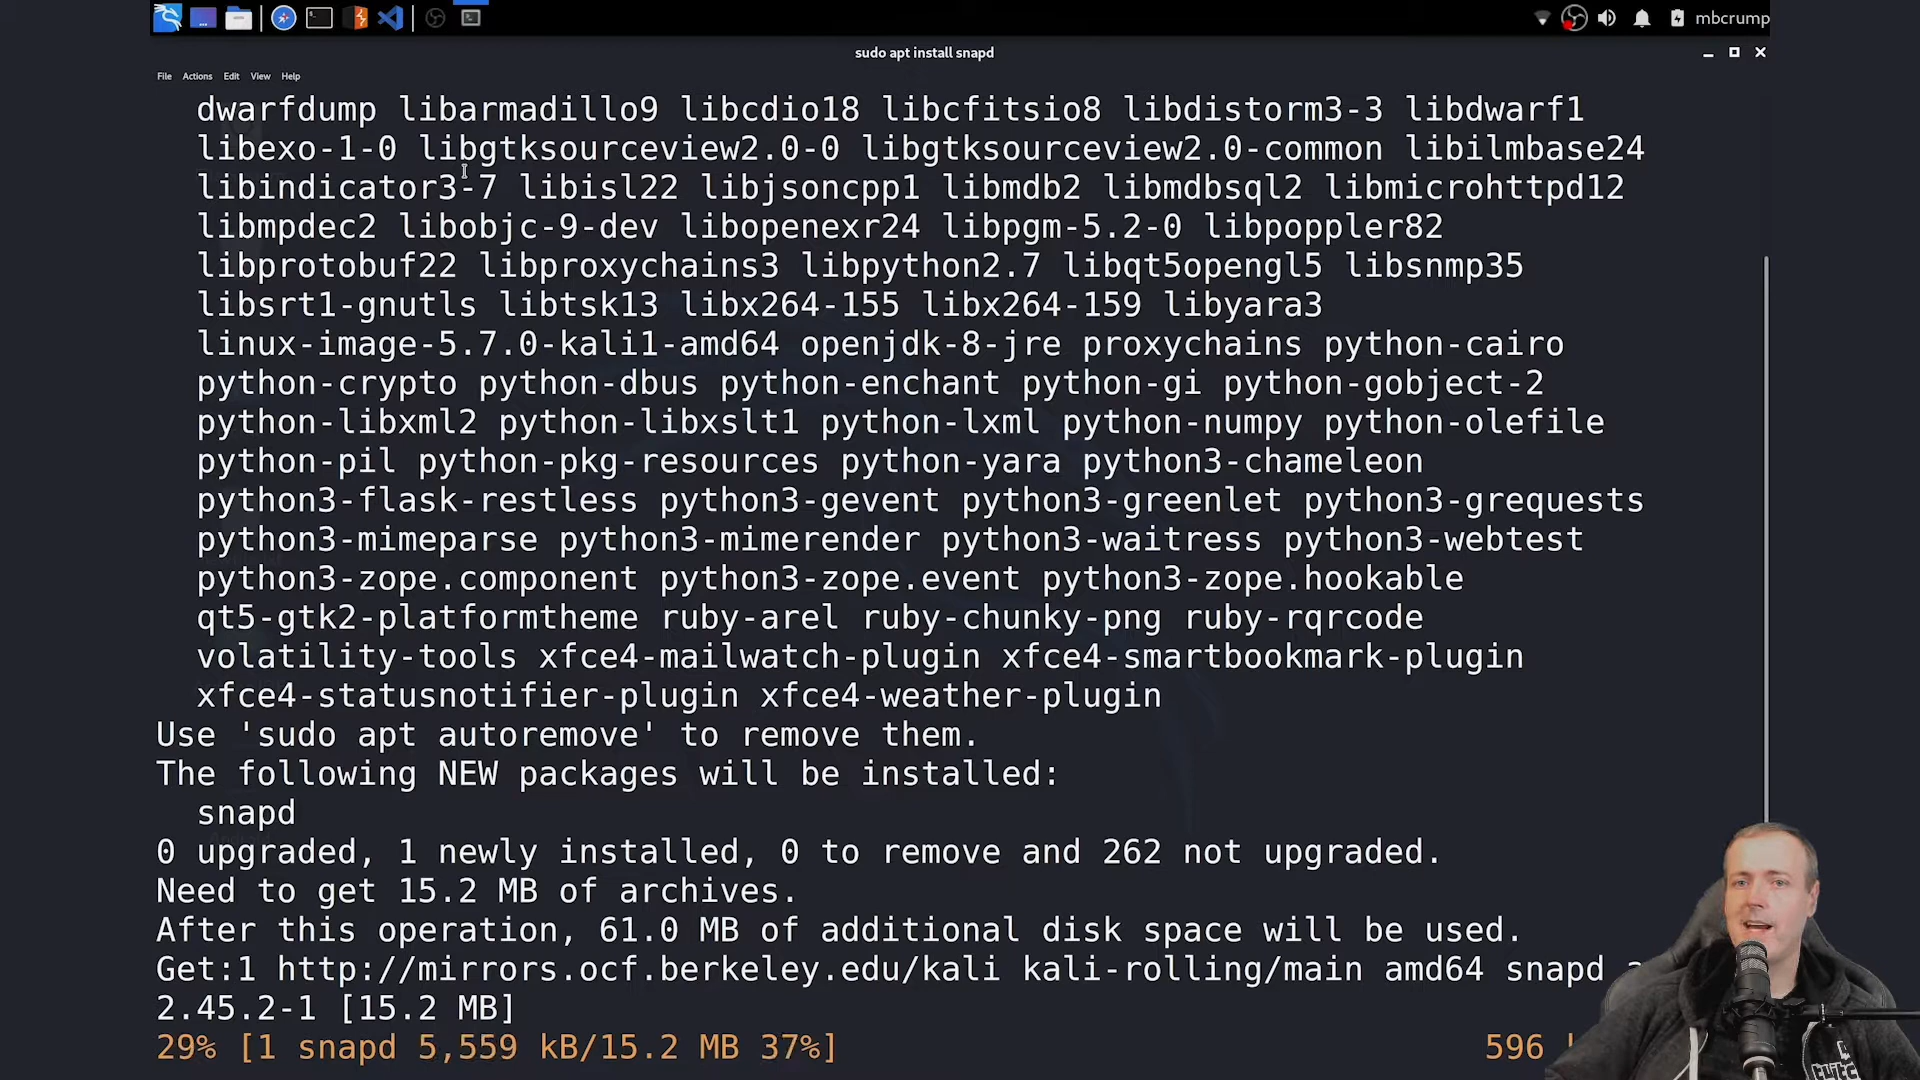 mbcrump
sudo apt install snapd
File Actions Edit View Help
dwarfdump libarmadillo9 libcdio18 libcfitsio8 libdistorm3-3 libdwarf1
libexo-1-0 libgtksourceview2.0-0 libgtksourceview2.0-common libilmbase24
libindicator3-7 libisl22 libjsoncpp1 libmdb2 libmdbsql2 libmicrohttpd12
libmpdec2 libobjc-9-dev libopenexr24 libpgm-5.2-0 libpoppler82
libprotobuf22 libproxychains3 libpython2.7 libqt5opengl5 libsnmp35
libsrt1-gnutls libtsk13 libx264-155 libx264-159 libyara3
linux-image-5.7.0-kali1-amd64 openjdk-8-jre proxychains python-cairo
python-crypto python-dbus python-enchant python-gi python-gobject-2
python-libxml2 python-libxslt1 python-lxml python-numpy python-olefile
python-pil python-pkg-resources python-yara python3-chameleon
python3-flask-restless python3-gevent python3-greenlet python3-grequests
python3-mimeparse python3-mimerender python3-waitress python3-webtest
python3-zope.component python3-zope.event python3-zope.hookable
qt5-gtk2-platformtheme ruby-arel ruby-chunky-png ruby-rqrcode
volatility-tools xfce4-mailwatch-plugin xfce4-smartbookmark-plugin
xfce4-statusnotifier-plugin xfce4-weather-plugin
Use 'sudo apt autoremove' to remove them.
The following NEW packages will be installed:
snapd
0 upgraded, 1 newly installed, 0 to remove and 262 not upgraded.
Need to get 15.2 MB of archives.
After this operation, 61.0 MB of additional disk space will be used.
Get:1 http://mirrors.ocf.berkeley.edu/kali kali-rolling/main amd64 snapd
2.45.2-1 [15.2 MB]
29% [1 snapd 5,559 kB/15.2 MB 37%] 596